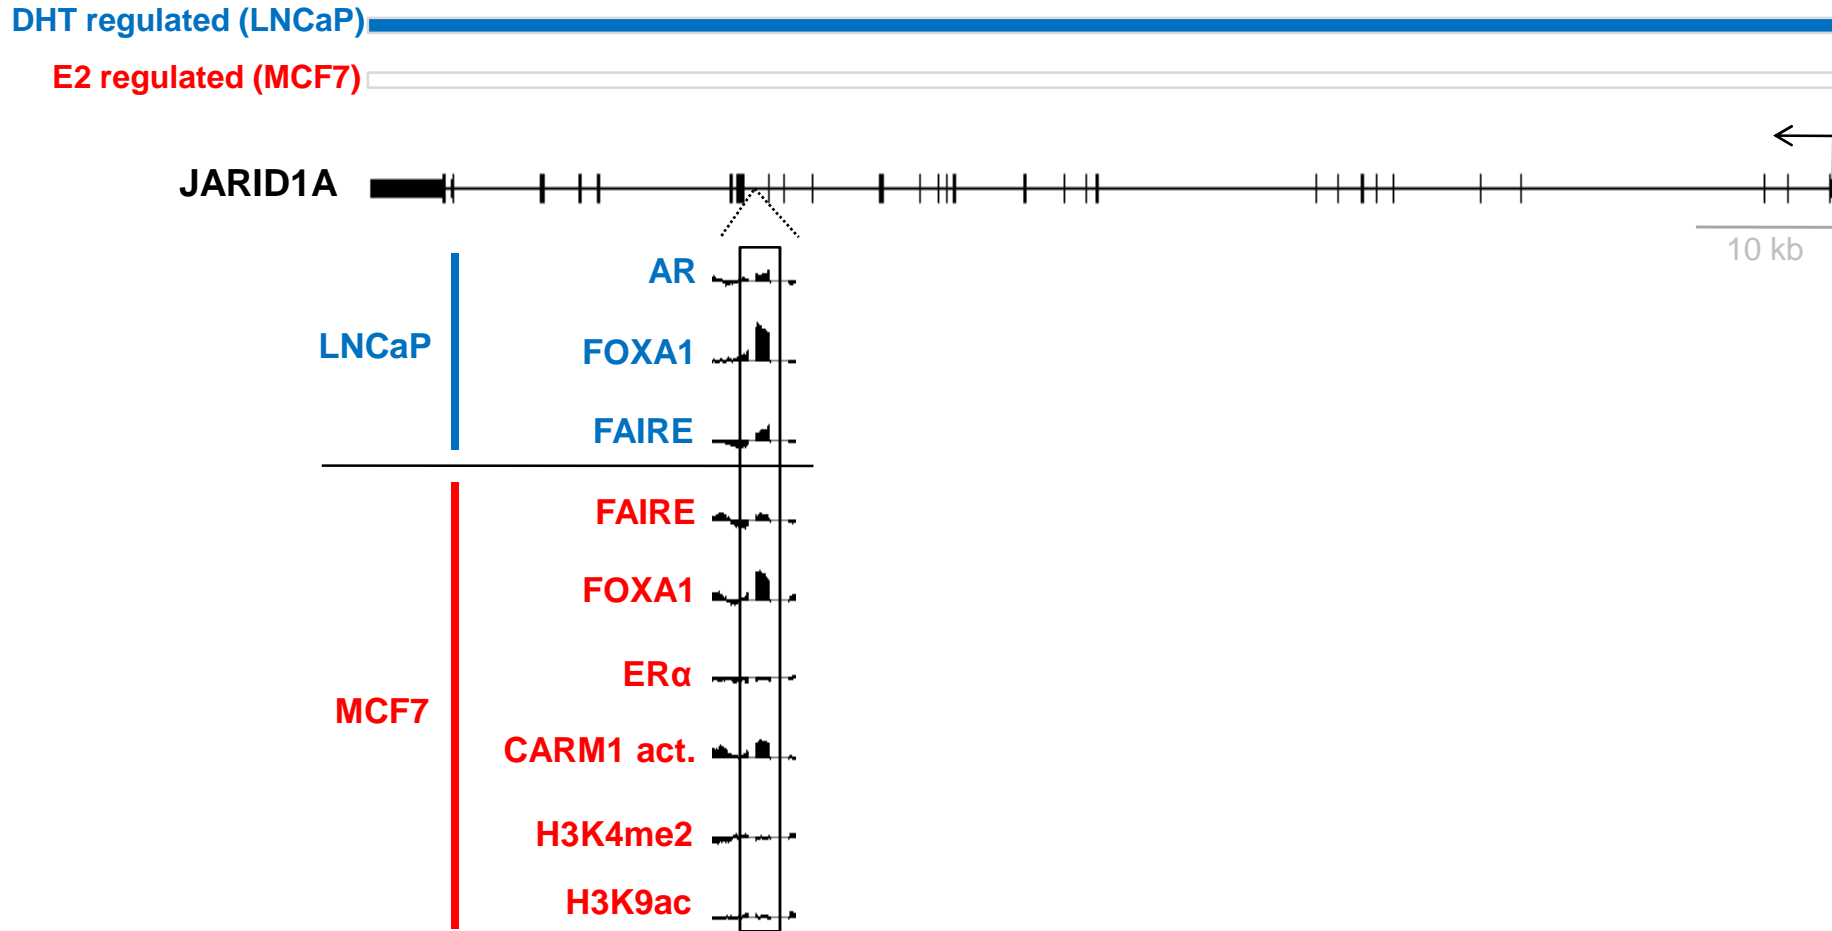 DHT regulated (LNCaP)
E2 regulated (MCF7)
JARID1A
10 kb
AR
LNCaP
FOXA1
FAIRE
FAIRE
FOXA1
ERα
MCF7
CARM1 act.
H3K4me2
H3K9ac